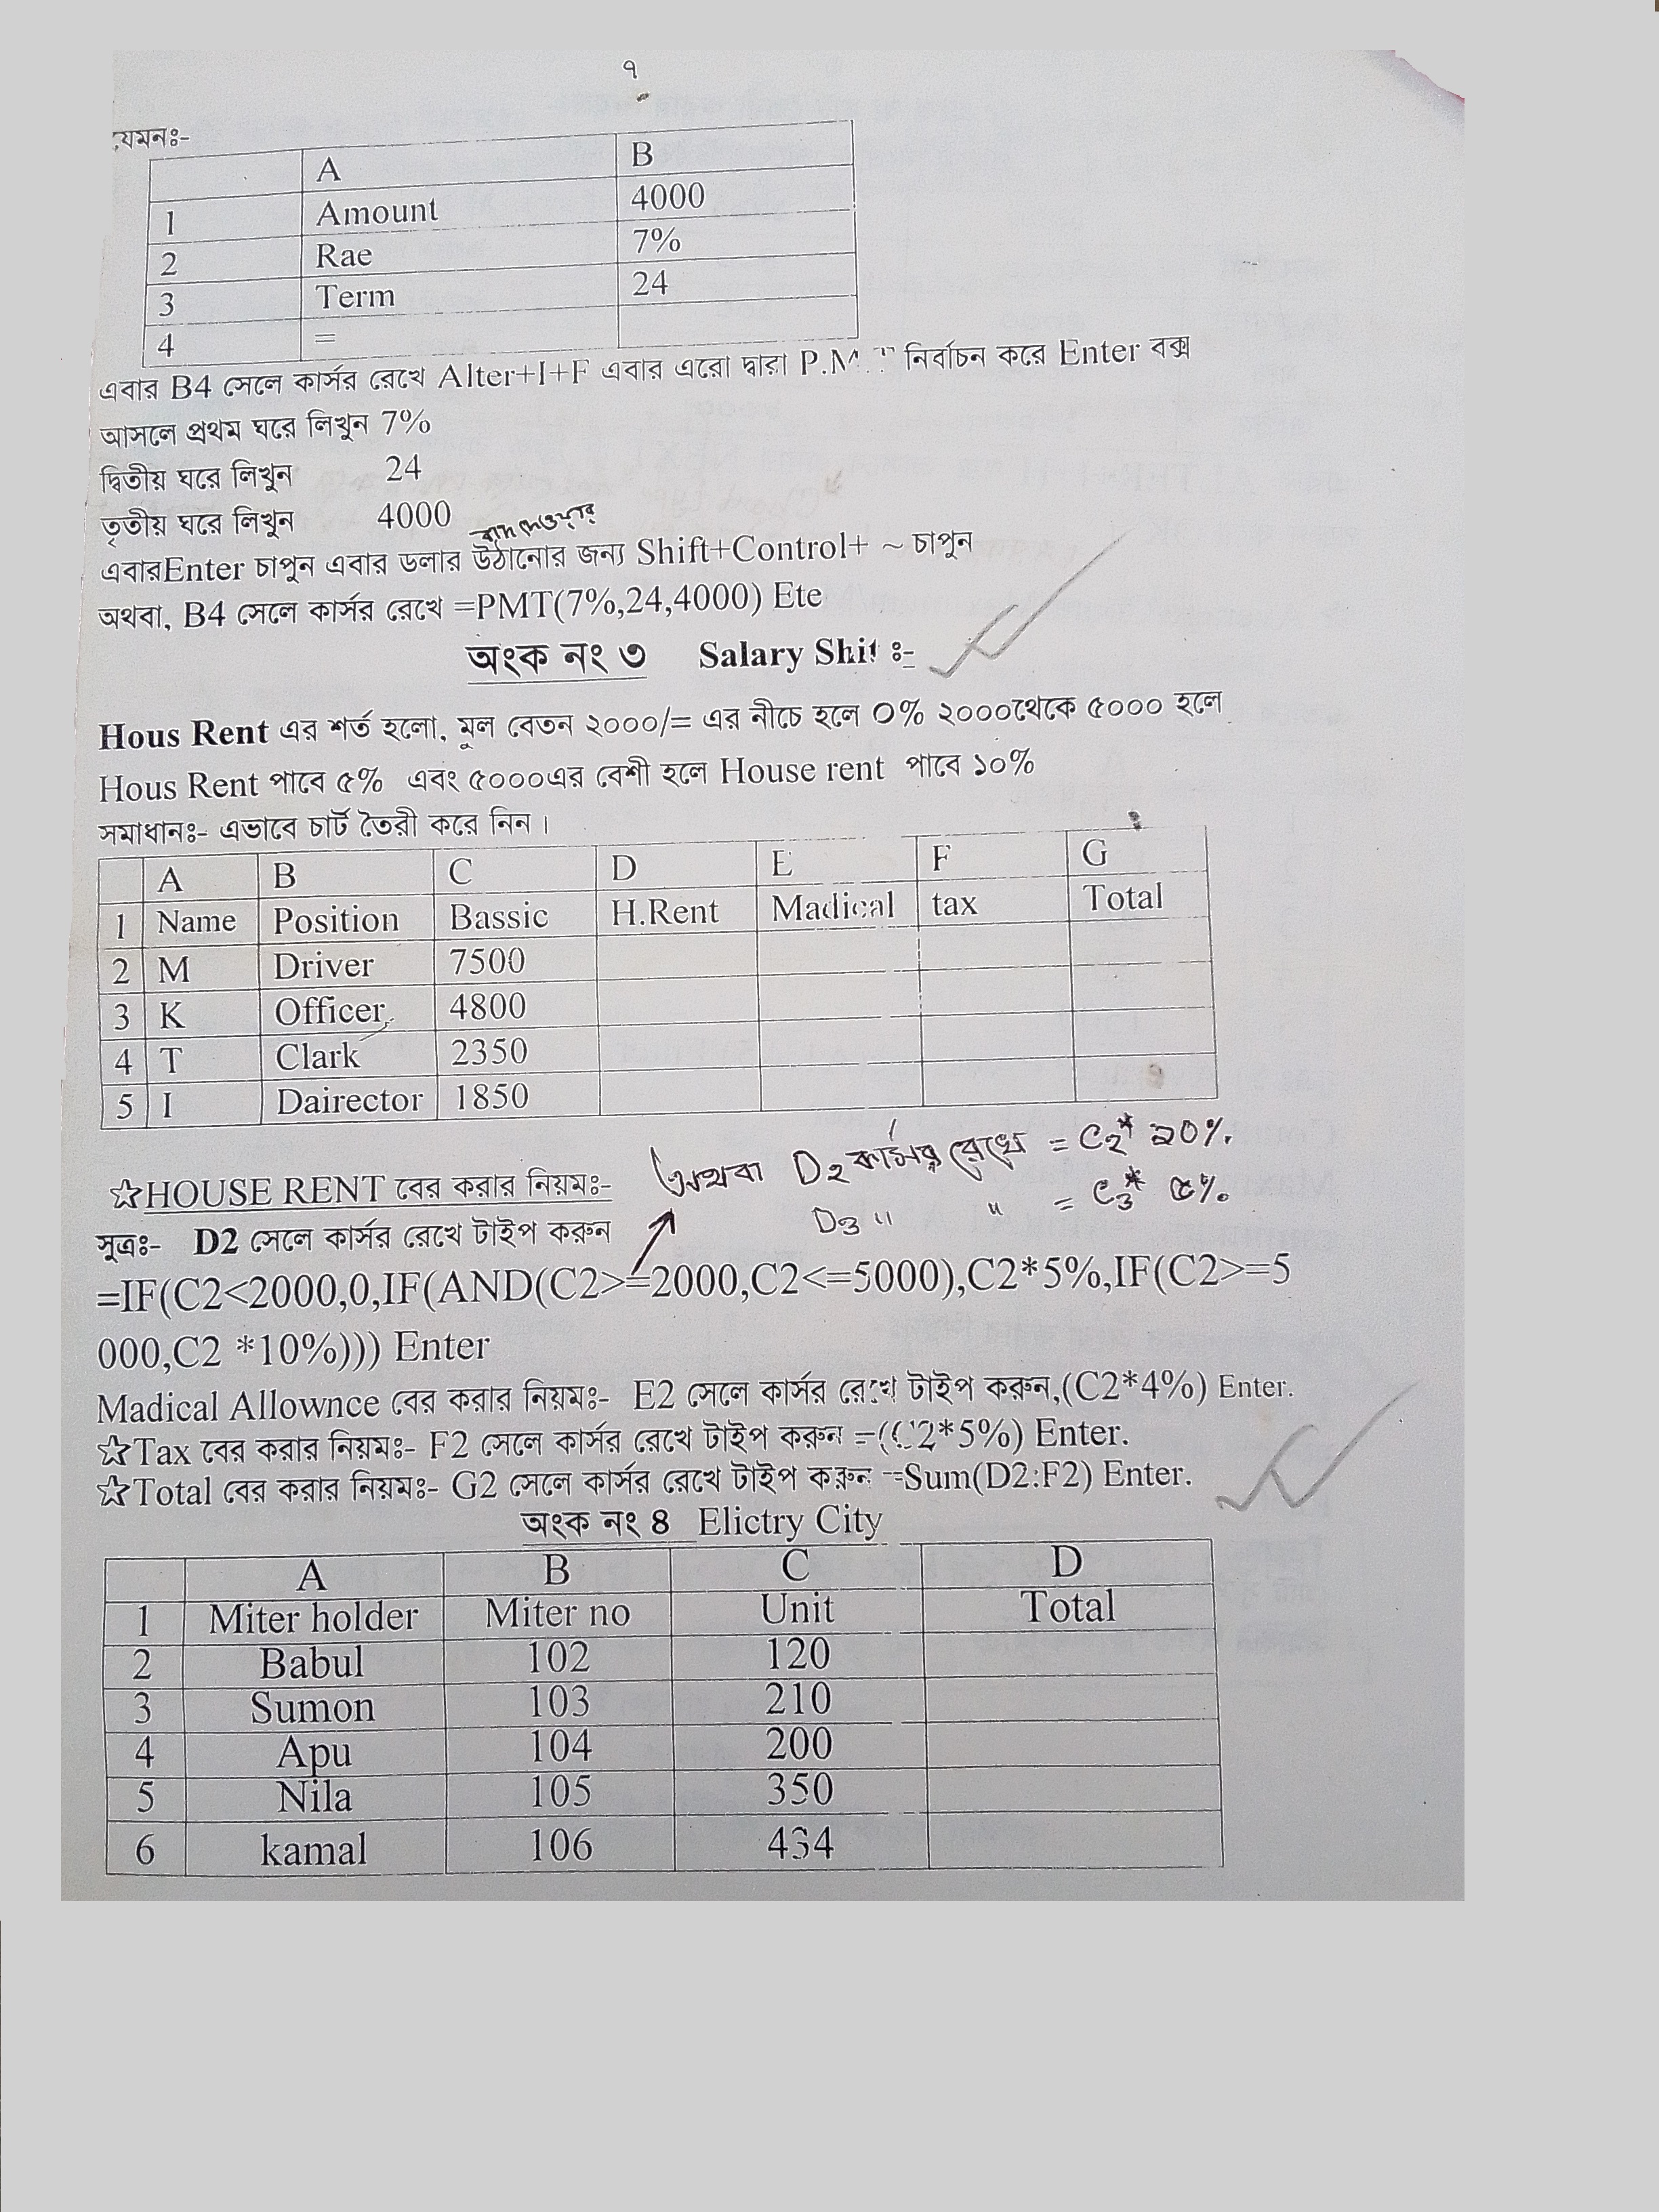 ৭
যেমনঃ-
A B
1 Amount 4000
2 Rae 7%
3 Term 24
4 =
এবার B4 সেলে কার্সর রেখে Alter+I+F এবার এরো দ্বারা P.M নির্বাচন করে Enter বক্স
আসলে প্রথম ঘরে লিখুন 7%
দ্বিতীয় ঘরে লিখুন 24
তৃতীয় ঘরে লিখুন 4000
বাদ দেওয়ার
এবারEnter চাপুন এবার ডলার উঠানোর জন্য Shift+Control+ ~ চাপুন
অথবা, B4 সেলে কার্সর রেখে =PMT(7%,24,4000) Ete
অংক নং ৩ Salary Shit ঃ-
Hous Rent এর শর্ত হলো, মূল বেতন ২০০০/= এর নীচে হলে 0% ২০০০থেকে ৫০০০ হলে
Hous Rent পাবে ৫% এবং ৫০০০এর বেশী হলে House rent পাবে ১০%
সমাধানঃ- এভাবে চার্ট তৈরী করে নিন।
A B C D E F G
1 Name Position Bassic H.Rent Madical tax Total
2 M Driver 7500
3 K Officer 4800
4 T Clark 2350
5 I Dairector 1850
অথবা D2 কার্সর রেখে = C2* ১0%.
☆HOUSE RENT বের করার নিয়মঃ-
D3 " " = C3* ৫%.
সূত্রঃ- D2 সেলে কার্সর রেখে টাইপ করুন
=IF(C2<2000,0,IF(AND(C2>=2000,C2<=5000),C2*5%,IF(C2>=5
000,C2 *10%))) Enter
Madical Allownce বের করার নিয়মঃ- E2 সেলে কার্সর রেখে টাইপ করুন,(C2*4%) Enter.
☆Tax বের করার নিয়মঃ- F2 সেলে কার্সর রেখে টাইপ করুন =(C2*5%) Enter.
☆Total বের করার নিয়মঃ- G2 সেলে কার্সর রেখে টাইপ করুন =Sum(D2:F2) Enter.
অংক নং 8 Elictry City
A B C D
1 Miter holder Miter no Unit Total
2 Babul 102 120
3 Sumon 103 210
4 Apu 104 200
5 Nila 105 350
6 kamal 106 434